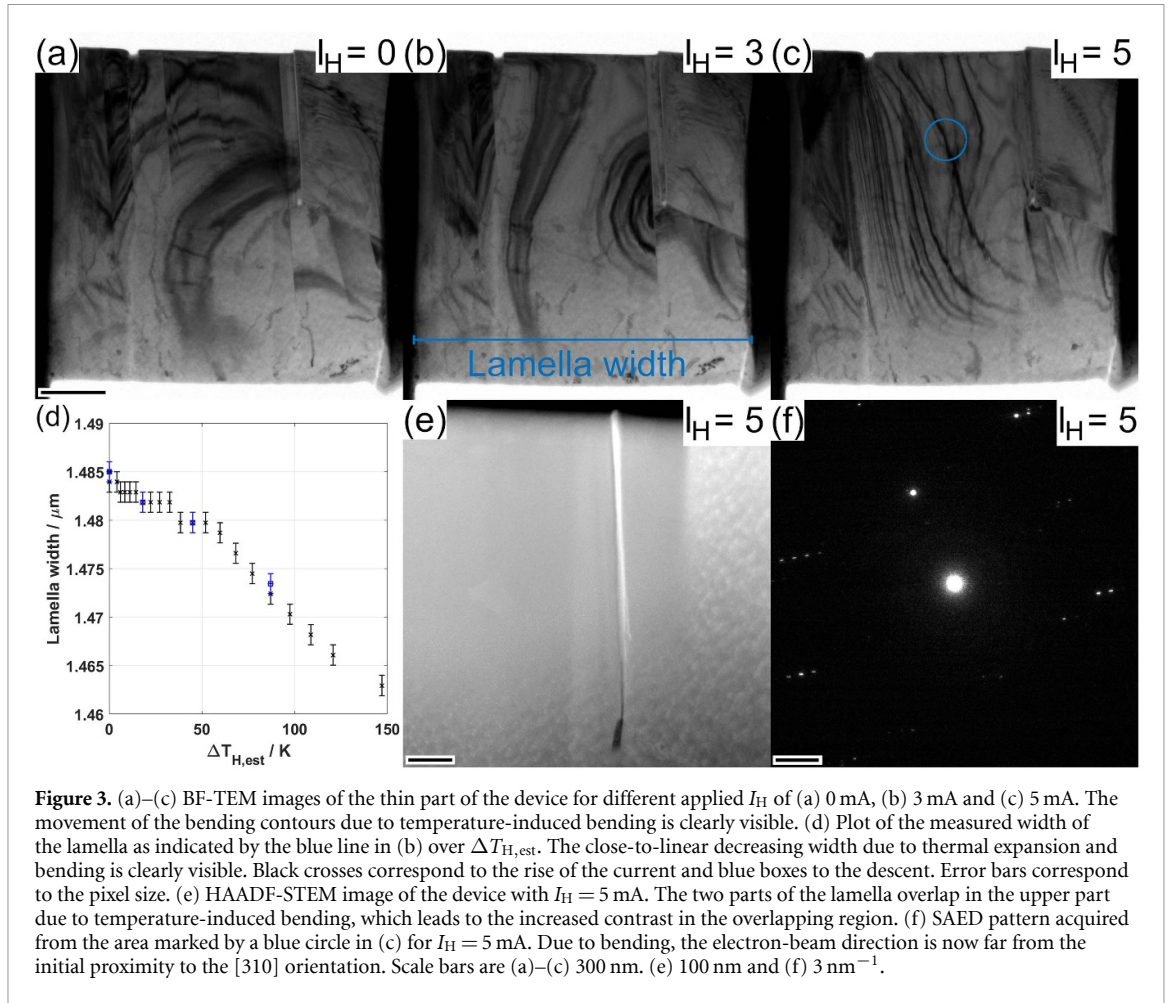 (a) I_H = 0 (b) I_H = 3 (c) I_H = 5
Lamella width
(d) (e) I_H = 5 (f) I_H = 5
1.49
1.485
1.48
1.475
1.47
1.465
1.46
Lamella width / μm
0 50 100 150
ΔT_H,est / K
Figure 3. (a)–(c) BF-TEM images of the thin part of the device for different applied I_H of (a) 0 mA, (b) 3 mA and (c) 5 mA. The
movement of the bending contours due to temperature-induced bending is clearly visible. (d) Plot of the measured width of
the lamella as indicated by the blue line in (b) over ΔT_H,est. The close-to-linear decreasing width due to thermal expansion and
bending is clearly visible. Black crosses correspond to the rise of the current and blue boxes to the descent. Error bars correspond
to the pixel size. (e) HAADF-STEM image of the device with I_H = 5 mA. The two parts of the lamella overlap in the upper part
due to temperature-induced bending, which leads to the increased contrast in the overlapping region. (f) SAED pattern acquired
from the area marked by a blue circle in (c) for I_H = 5 mA. Due to bending, the electron-beam direction is now far from the
initial proximity to the [310] orientation. Scale bars are (a)–(c) 300 nm. (e) 100 nm and (f) 3 nm⁻¹.